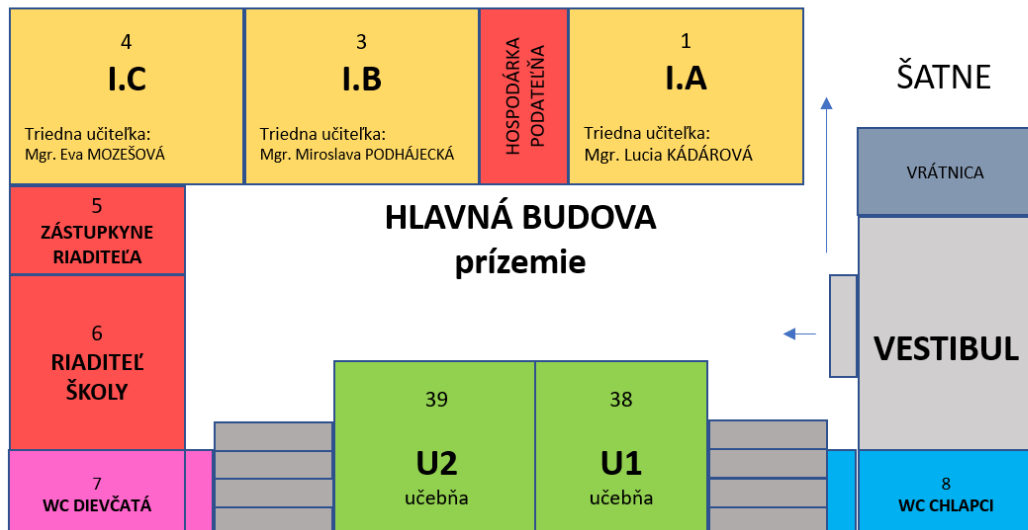 4
I.C
Triedna učiteľka:
Mgr. Eva MOZEŠOVÁ
3
I.B
Triedna učiteľka:
Mgr. Miroslava PODHÁJECKÁ
HOSPODÁRKA
PODATEĽŇA
1
I.A
Triedna učiteľka:
Mgr. Lucia KÁDÁROVÁ
ŠATNE
VRÁTNICA
5
ZÁSTUPKYNE
RIADITEĽA
HLAVNÁ BUDOVA
prízemie
6
RIADITEĽ
ŠKOLY
VESTIBUL
39
U2
učebňa
38
U1
učebňa
7
WC DIEVČATÁ
8
WC CHLAPCI